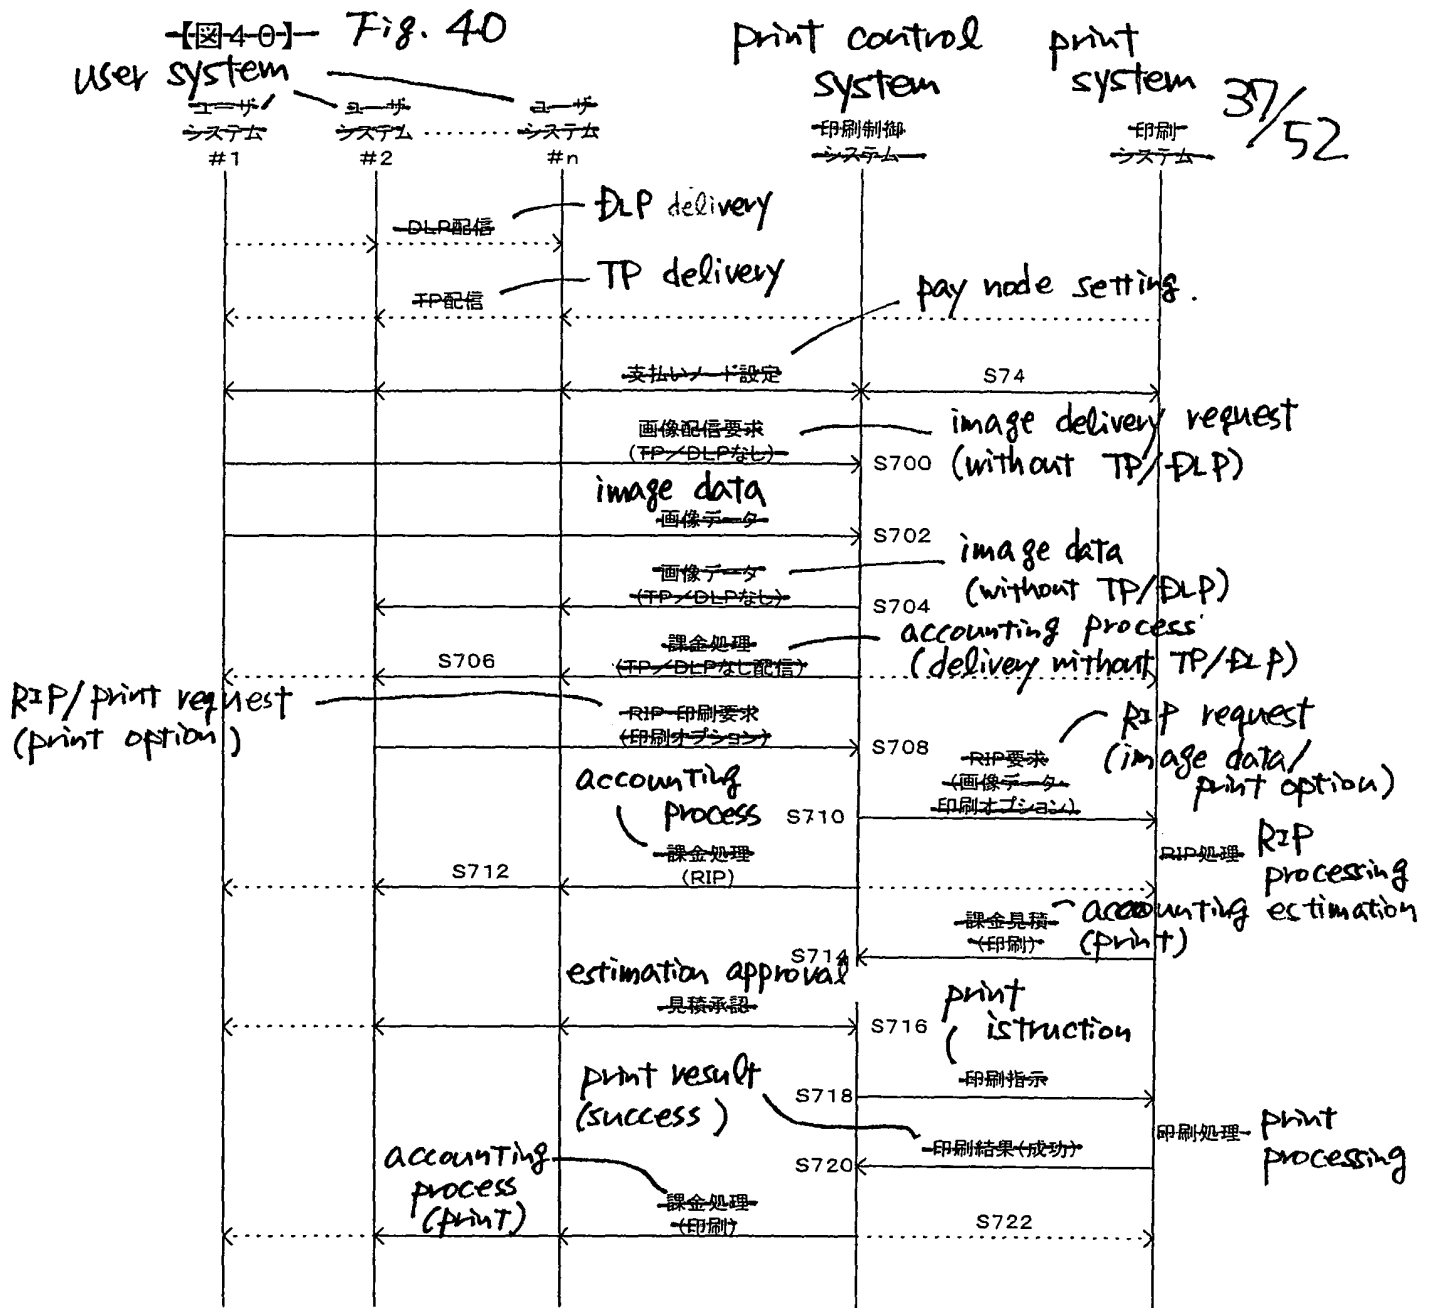 【図40】 Fig. 40
user system
print control system
print system
37/52
ユーザ システム #1
ユーザ システム #2
‥‥‥‥
ユーザ システム #n
印刷制御 システム
印刷 システム
DLP配信
DLP delivery
TP配信
TP delivery
pay node setting.
支払いノード設定
S74
画像配信要求
(TP/DLPなし)
S700
image delivery request
(without TP/DLP)
image data
画像データ
S702
画像データ
(TP/DLPなし)
S704
image data
(without TP/DLP)
課金処理
(TP/DLPなし配信)
S706
accounting process
(delivery without TP/DLP)
RIP/print request
(print option)
RIP・印刷要求
(印刷オプション)
S708
RIP要求
(画像データ・
印刷オプション)
RIP request
(image data/
print option)
S710
accounting
process
課金処理
(RIP)
S712
RIP処理
RIP
processing
課金見積
(印刷)
accounting estimation
(print)
S714
estimation approval
見積承認
S716
print
istruction
印刷指示
S718
print result
(success)
印刷結果(成功)
S720
印刷処理
print
processing
accounting
process
(print)
課金処理
(印刷)
S722